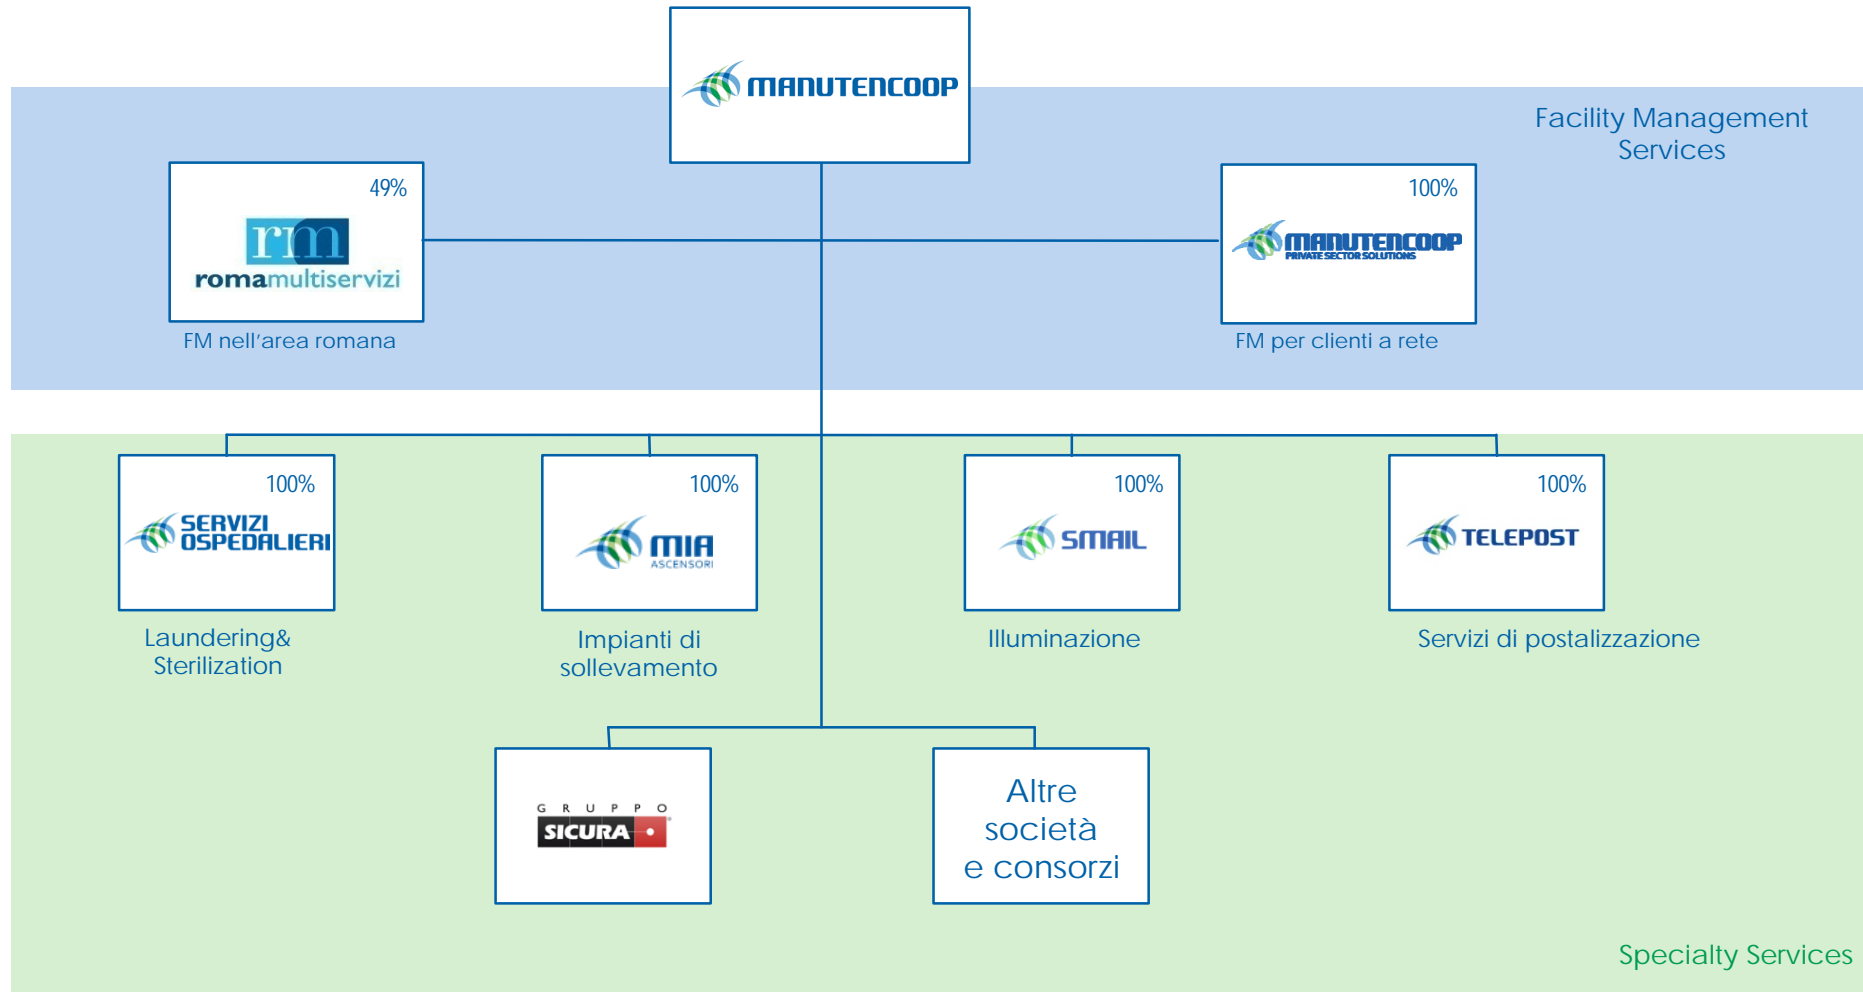 MANUTENCOOP
Facility Management
Services
49%
rm
romamultiservizi
FM nell'area romana
100%
MANUTENCOOP
PRIVATE SECTOR SOLUTIONS
FM per clienti a rete
100%
SERVIZI
OSPEDALIERI
Laundering&
Sterilization
100%
MIA
ASCENSORI
Impianti di
sollevamento
100%
SMAIL
Illuminazione
100%
TELEPOST
Servizi di postalizzazione
GRUPPO
SICURA
Altre
società
e consorzi
Specialty Services